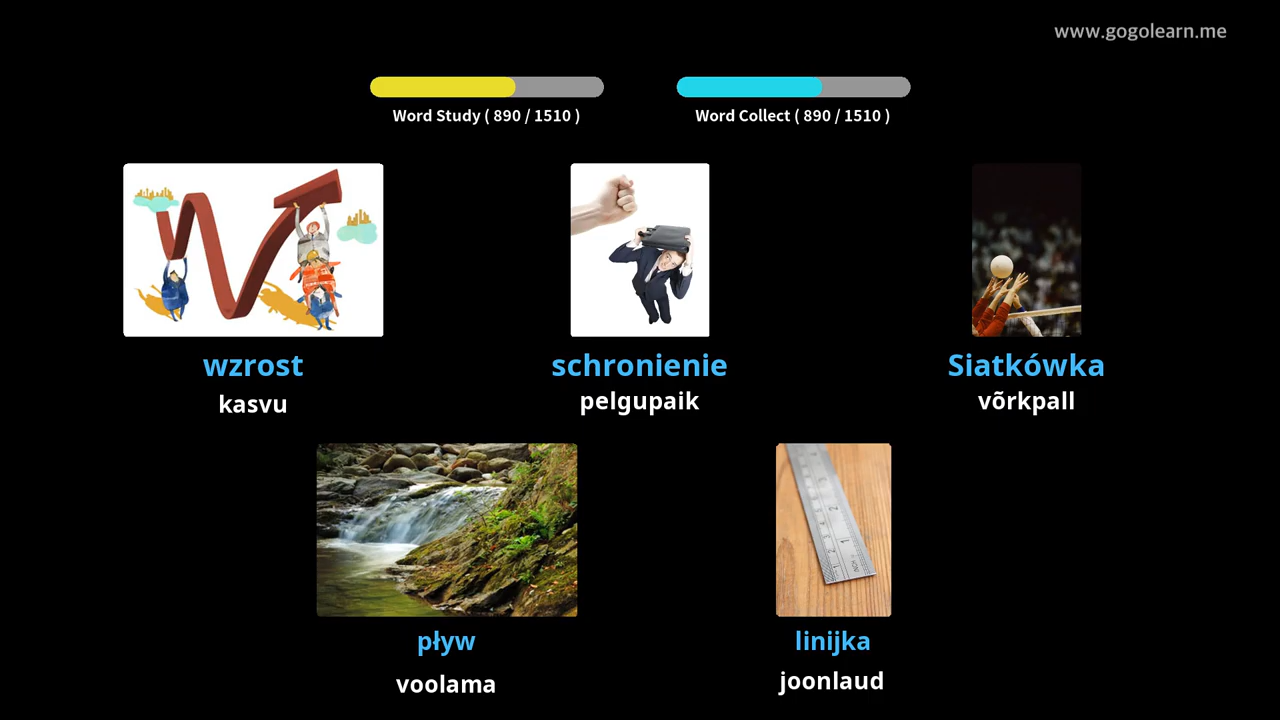 www.gogolearn.me
Word Study ( 890 / 1510 )
Word Collect ( 890 / 1510 )
wzrost
kasvu
schronienie
pelgupaik
Siatkówka
võrkpall
pływ
voolama
linijka
joonlaud